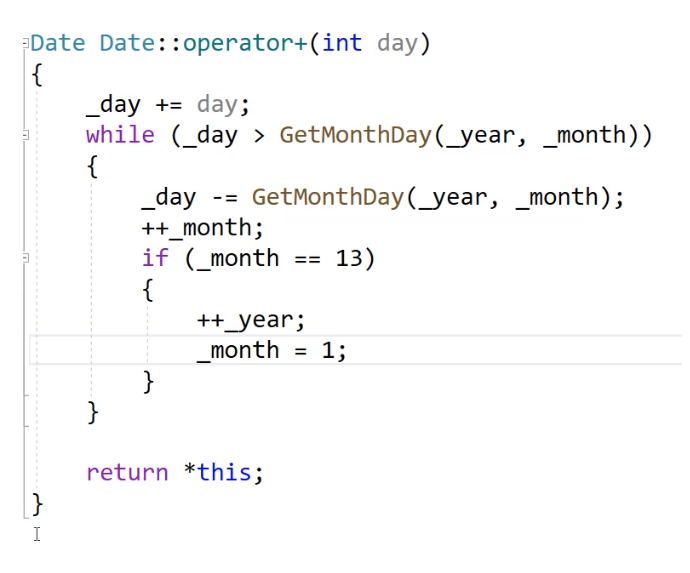 Date Date::operator+(int day)
{
    _day += day;
    while (_day > GetMonthDay(_year, _month))
    {
        _day -= GetMonthDay(_year, _month);
        ++_month;
        if (_month == 13)
        {
            ++_year;
            _month = 1;
        }
    }

    return *this;
}